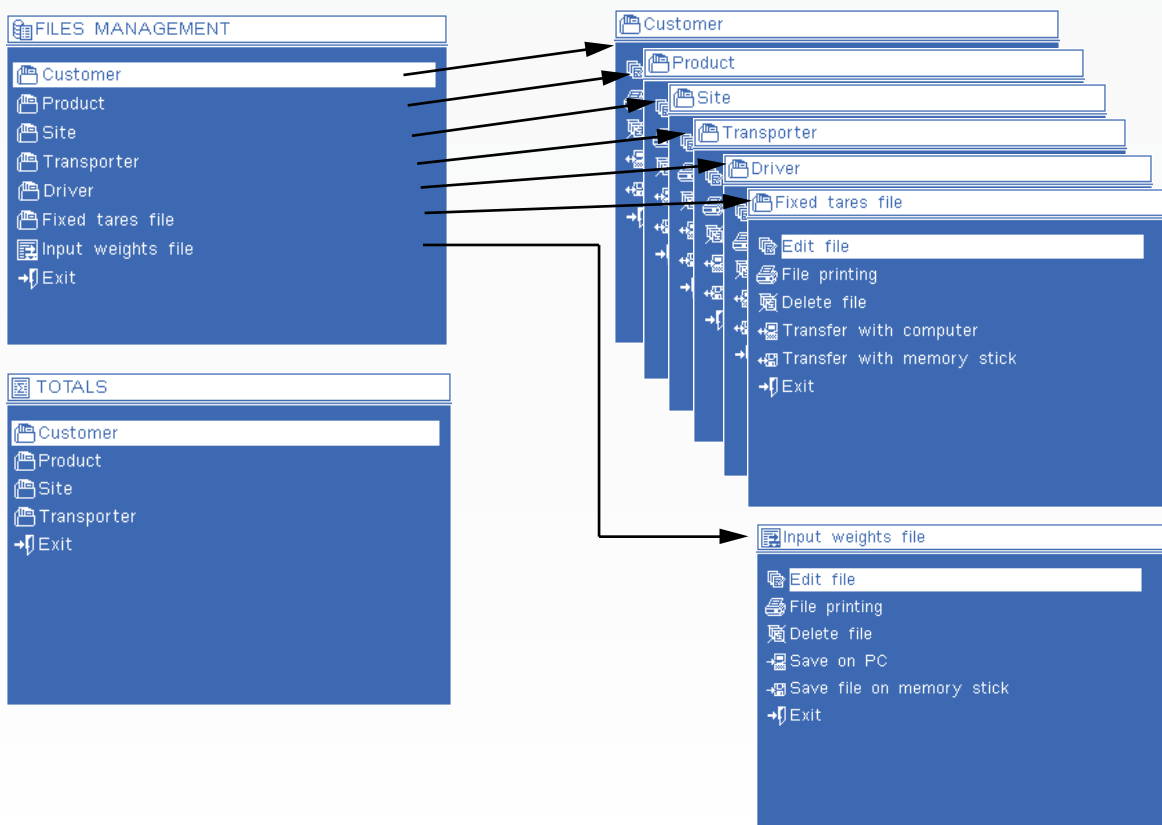 FILES MANAGEMENT
Customer
Product
Site
Transporter
Driver
Fixed tares file
Input weights file
Exit
TOTALS
Customer
Product
Site
Transporter
Exit
Customer
Product
Site
Transporter
Driver
Fixed tares file
Edit file
File printing
Delete file
Transfer with computer
Transfer with memory stick
Exit
Input weights file
Edit file
File printing
Delete file
Save on PC
Save file on memory stick
Exit